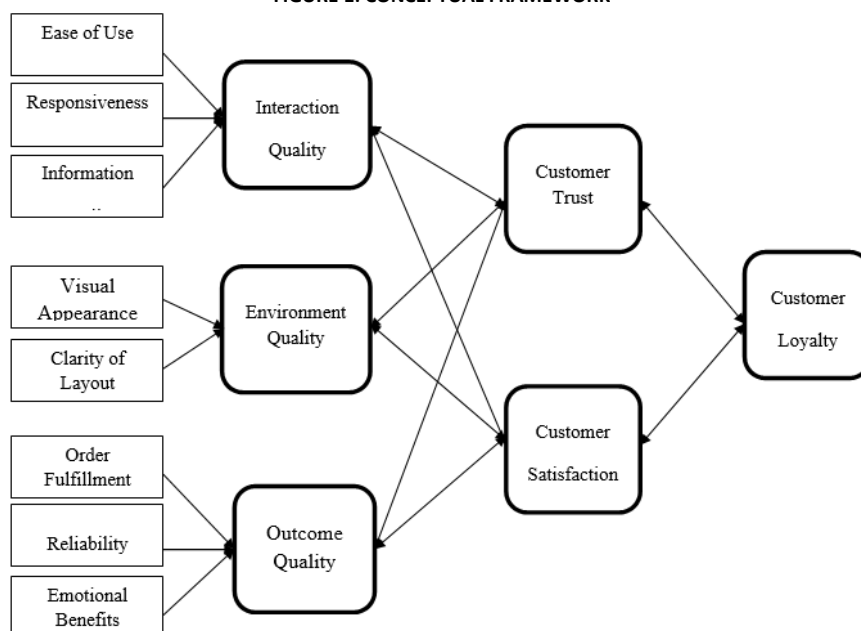 Ease of Use
Responsiveness
Information
..
Visual
Appearance
Clarity of
Layout
Order
Fulfillment
Reliability
Emotional
Benefits
Interaction
Quality
Environment
Quality
Outcome
Quality
Customer
Trust
Customer
Satisfaction
Customer
Loyalty